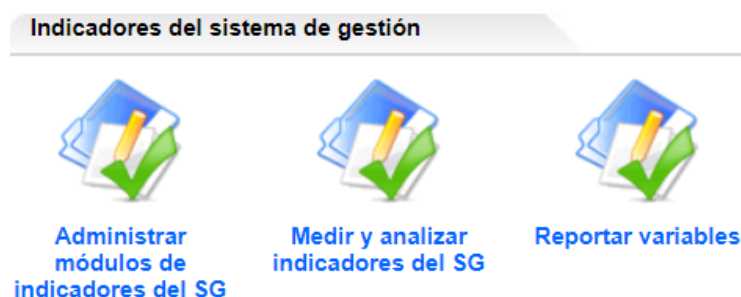 Indicadores del sistema de gestión
Administrar
módulos de
indicadores del SG
Medir y analizar
indicadores del SG
Reportar variables